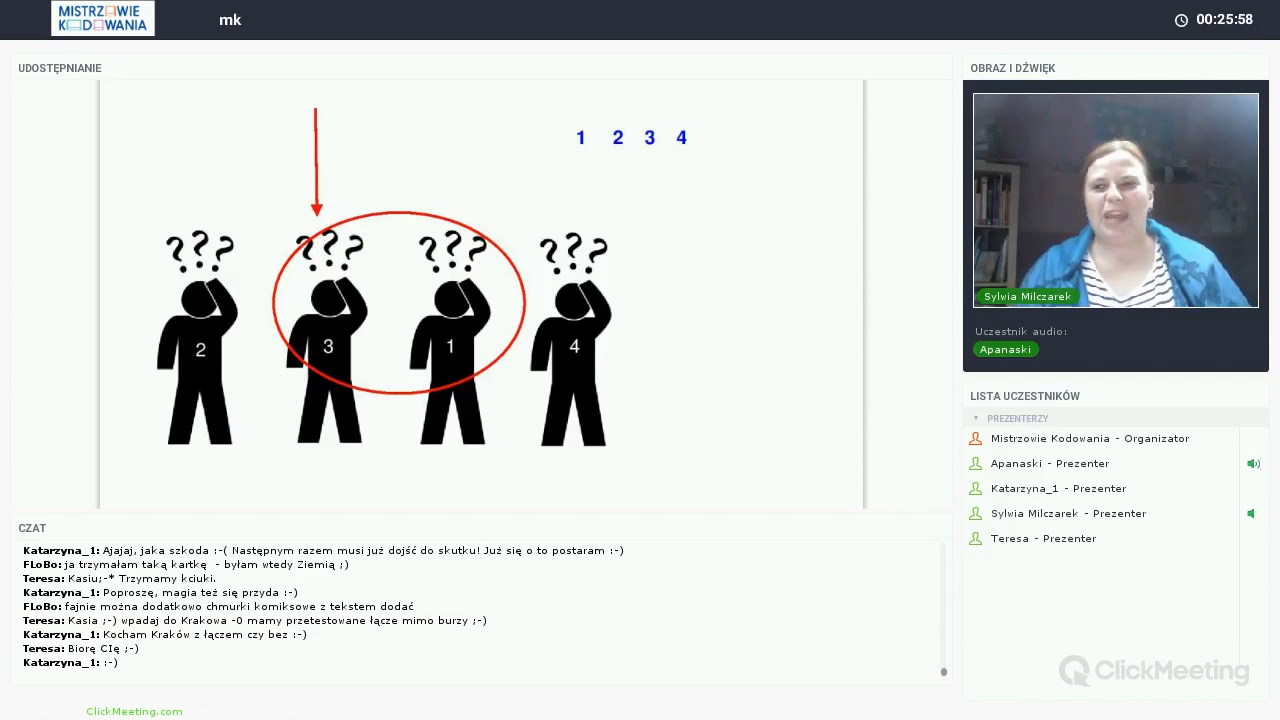 MISTRZOWIE
KODOWANIA
mk
00:25:58
UDOSTĘPNIANIE
1 2 3 4
??? ??? ??? ???
2 3 1 4
CZAT
Katarzyna_1: Ajajaj, jaka szkoda :-( Następnym razem musi już dojść do skutku! Już się o to postaram :-)
FLoBo: ja trzymałam taką kartkę - byłam wtedy Ziemią ;)
Teresa: Kasiu;-* Trzymamy kciuki.
Katarzyna_1: Poproszę, magia też się przyda :-)
FLoBo: fajnie można dodatkowo chmurki komiksowe z tekstem dodać
Teresa: Kasia ;-) wpadaj do Krakowa -0 mamy przetestowane łącze mimo burzy ;-)
Katarzyna_1: Kocham Kraków z łączem czy bez :-)
Teresa: Biorę CIę ;-)
Katarzyna_1: :-)
ClickMeeting.com
OBRAZ I DŹWIĘK
Sylwia Milczarek
Uczestnik audio:
Apanaski
LISTA UCZESTNIKÓW
PREZENTERZY
Mistrzowie Kodowania - Organizator
Apanaski - Prezenter
Katarzyna_1 - Prezenter
Sylwia Milczarek - Prezenter
Teresa - Prezenter
ClickMeeting